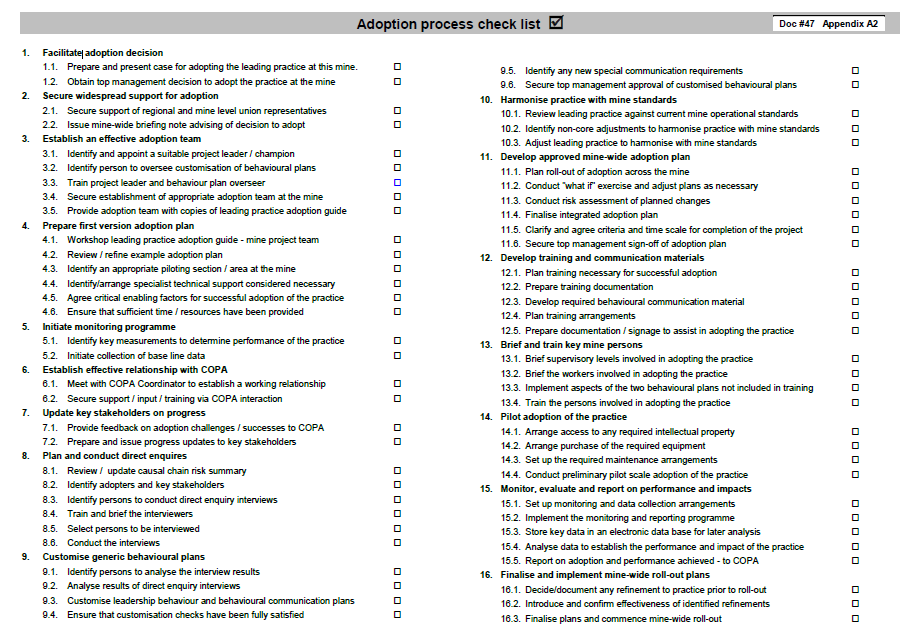 Adoption process check list ☑
Doc #47 Appendix A2
1. Facilitate adoption decision
1.1. Prepare and present case for adopting the leading practice at this mine. ☐
1.2. Obtain top management decision to adopt the practice at the mine ☐
2. Secure widespread support for adoption
2.1. Secure support of regional and mine level union representatives ☐
2.2. Issue mine-wide briefing note advising of decision to adopt ☐
3. Establish an effective adoption team
3.1. Identify and appoint a suitable project leader / champion ☐
3.2. Identify person to oversee customisation of behavioural plans ☐
3.3. Train project leader and behaviour plan overseer ☐
3.4. Secure establishment of appropriate adoption team at the mine ☐
3.5. Provide adoption team with copies of leading practice adoption guide ☐
4. Prepare first version adoption plan
4.1. Workshop leading practice adoption guide - mine project team ☐
4.2. Review / refine example adoption plan ☐
4.3. Identify an appropriate piloting section / area at the mine ☐
4.4. Identify/arrange specialist technical support considered necessary ☐
4.5. Agree critical enabling factors for successful adoption of the practice ☐
4.6. Ensure that sufficient time / resources have been provided ☐
5. Initiate monitoring programme
5.1. Identify key measurements to determine performance of the practice ☐
5.2. Initiate collection of base line data ☐
6. Establish effective relationship with COPA
6.1. Meet with COPA Coordinator to establish a working relationship ☐
6.2. Secure support / input / training via COPA interaction ☐
7. Update key stakeholders on progress
7.1. Provide feedback on adoption challenges / successes to COPA ☐
7.2. Prepare and issue progress updates to key stakeholders ☐
8. Plan and conduct direct enquires
8.1. Review / update causal chain risk summary ☐
8.2. Identify adopters and key stakeholders ☐
8.3. Identify persons to conduct direct enquiry interviews ☐
8.4. Train and brief the interviewers ☐
8.5. Select persons to be interviewed ☐
8.6. Conduct the interviews ☐
9. Customise generic behavioural plans
9.1. Identify persons to analyse the interview results ☐
9.2. Analyse results of direct enquiry interviews ☐
9.3. Customise leadership behaviour and behavioural communication plans ☐
9.4. Ensure that customisation checks have been fully satisfied ☐
9.5. Identify any new special communication requirements ☐
9.6. Secure top management approval of customised behavioural plans ☐
10. Harmonise practice with mine standards
10.1. Review leading practice against current mine operational standards ☐
10.2. Identify non-core adjustments to harmonise practice with mine standards ☐
10.3. Adjust leading practice to harmonise with mine standards ☐
11. Develop approved mine-wide adoption plan
11.1. Plan roll-out of adoption across the mine ☐
11.2. Conduct "what if" exercise and adjust plans as necessary ☐
11.3. Conduct risk assessment of planned changes ☐
11.4. Finalise integrated adoption plan ☐
11.5. Clarify and agree criteria and time scale for completion of the project ☐
11.6. Secure top management sign-off of adoption plan ☐
12. Develop training and communication materials
12.1. Plan training necessary for successful adoption ☐
12.2. Prepare training documentation ☐
12.3. Develop required behavioural communication material ☐
12.4. Plan training arrangements ☐
12.5. Prepare documentation / signage to assist in adopting the practice ☐
13. Brief and train key mine persons
13.1. Brief supervisory levels involved in adopting the practice ☐
13.2. Brief the workers involved in adopting the practice ☐
13.3. Implement aspects of the two behavioural plans not included in training ☐
13.4. Train the persons involved in adopting the practice ☐
14. Pilot adoption of the practice
14.1. Arrange access to any required intellectual property ☐
14.2. Arrange purchase of the required equipment ☐
14.3. Set up the required maintenance arrangements ☐
14.4. Conduct preliminary pilot scale adoption of the practice ☐
15. Monitor, evaluate and report on performance and impacts
15.1. Set up monitoring and data collection arrangements ☐
15.2. Implement the monitoring and reporting programme ☐
15.3. Store key data in an electronic data base for later analysis ☐
15.4. Analyse data to establish the performance and impact of the practice ☐
15.5. Report on adoption and performance achieved - to COPA ☐
16. Finalise and implement mine-wide roll-out plans
16.1. Decide/document any refinement to practice prior to roll-out ☐
16.2. Introduce and confirm effectiveness of identified refinements ☐
16.3. Finalise plans and commence mine-wide roll-out ☐